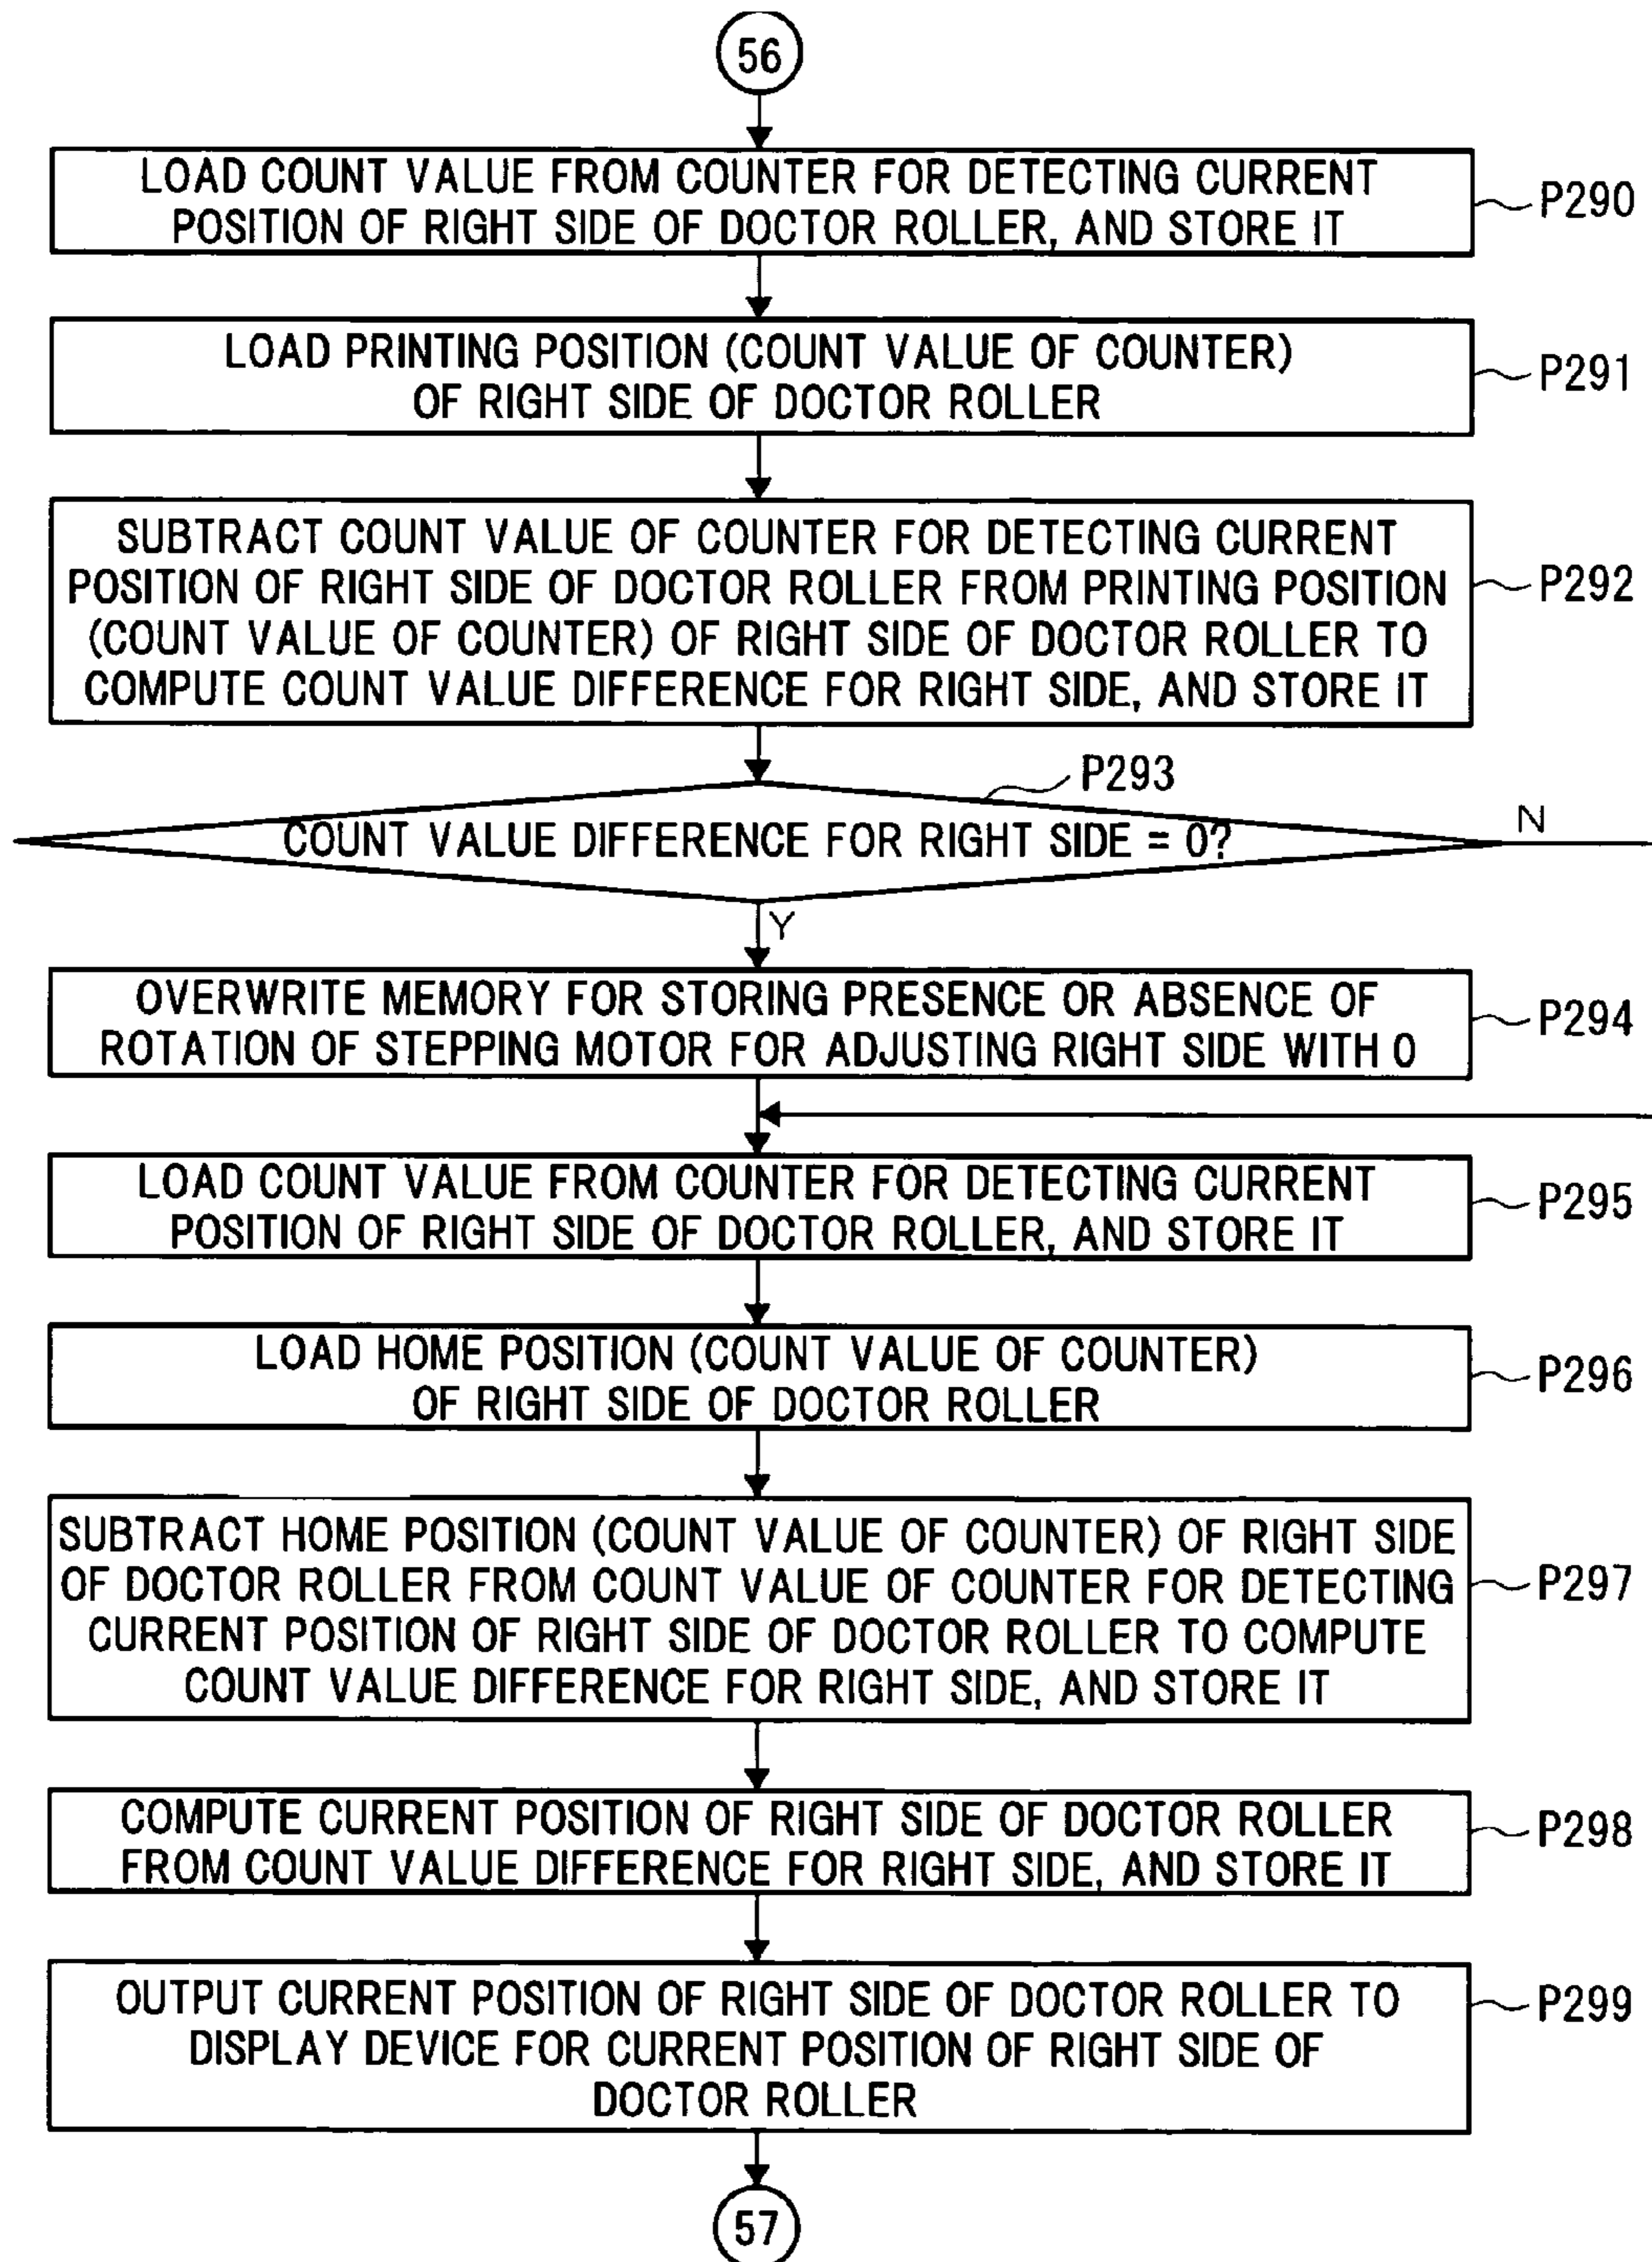 56
LOAD COUNT VALUE FROM COUNTER FOR DETECTING CURRENT
POSITION OF RIGHT SIDE OF DOCTOR ROLLER, AND STORE IT
P290
LOAD PRINTING POSITION (COUNT VALUE OF COUNTER)
OF RIGHT SIDE OF DOCTOR ROLLER
P291
SUBTRACT COUNT VALUE OF COUNTER FOR DETECTING CURRENT
POSITION OF RIGHT SIDE OF DOCTOR ROLLER FROM PRINTING POSITION
(COUNT VALUE OF COUNTER) OF RIGHT SIDE OF DOCTOR ROLLER TO
COMPUTE COUNT VALUE DIFFERENCE FOR RIGHT SIDE, AND STORE IT
P292
P293
COUNT VALUE DIFFERENCE FOR RIGHT SIDE = 0?
N
Y
OVERWRITE MEMORY FOR STORING PRESENCE OR ABSENCE OF
ROTATION OF STEPPING MOTOR FOR ADJUSTING RIGHT SIDE WITH 0
P294
LOAD COUNT VALUE FROM COUNTER FOR DETECTING CURRENT
POSITION OF RIGHT SIDE OF DOCTOR ROLLER, AND STORE IT
P295
LOAD HOME POSITION (COUNT VALUE OF COUNTER)
OF RIGHT SIDE OF DOCTOR ROLLER
P296
SUBTRACT HOME POSITION (COUNT VALUE OF COUNTER) OF RIGHT SIDE
OF DOCTOR ROLLER FROM COUNT VALUE OF COUNTER FOR DETECTING
CURRENT POSITION OF RIGHT SIDE OF DOCTOR ROLLER TO COMPUTE
COUNT VALUE DIFFERENCE FOR RIGHT SIDE, AND STORE IT
P297
COMPUTE CURRENT POSITION OF RIGHT SIDE OF DOCTOR ROLLER
FROM COUNT VALUE DIFFERENCE FOR RIGHT SIDE, AND STORE IT
P298
OUTPUT CURRENT POSITION OF RIGHT SIDE OF DOCTOR ROLLER TO
DISPLAY DEVICE FOR CURRENT POSITION OF RIGHT SIDE OF
DOCTOR ROLLER
P299
57